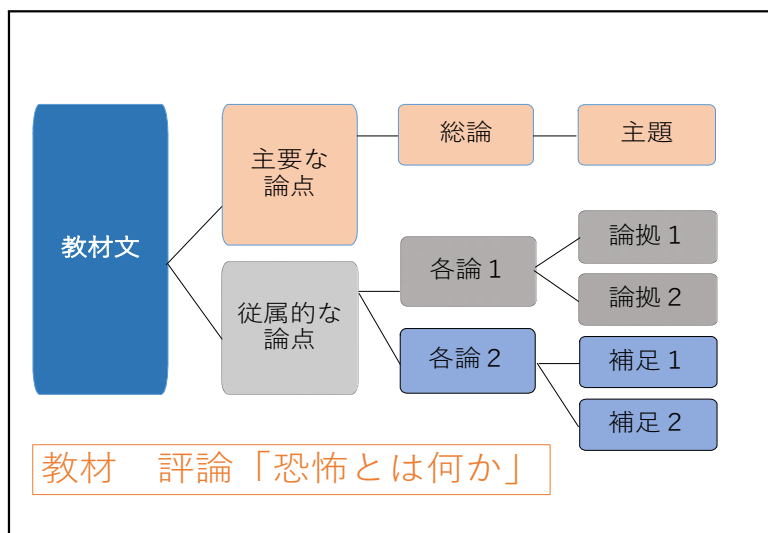 教材文
主要な
論点
総論
主題
従属的な
論点
各論１
論拠１
論拠２
各論２
補足１
補足２
教材　評論「恐怖とは何か」